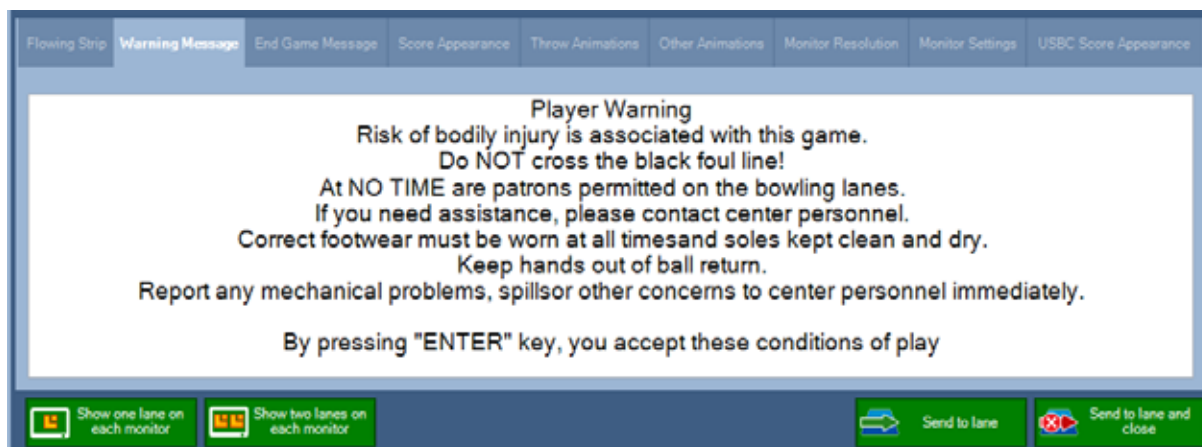 Flowing Strip Warning Message End Game Message Score Appearance Throw Animations Other Animations Monitor Resolution Monitor Settings USBC Score Appearance
Player Warning
Risk of bodily injury is associated with this game.
Do NOT cross the black foul line!
At NO TIME are patrons permitted on the bowling lanes.
If you need assistance, please contact center personnel.
Correct footwear must be worn at all timesand soles kept clean and dry.
Keep hands out of ball return.
Report any mechanical problems, spillsor other concerns to center personnel immediately.
By pressing "ENTER" key, you accept these conditions of play
Show one lane on
each monitor
Show two lanes on
each monitor
Send to lane
Send to lane and
close